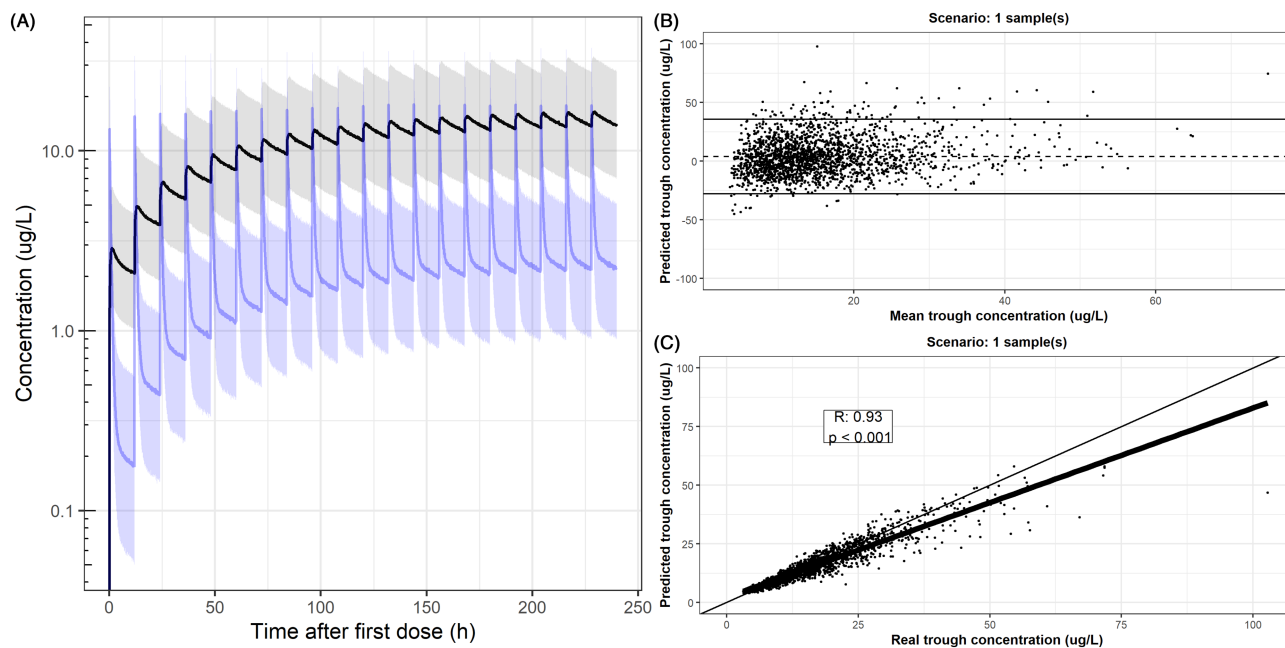 (A)
Concentration (ug/L)
10.0
1.0
0.1
0
50
100
150
200
250
Time after first dose (h)
(B)
Scenario: 1 sample(s)
Predicted trough concentration (ug/L)
100
50
0
-50
-100
20
40
60
Mean trough concentration (ug/L)
(C)
Scenario: 1 sample(s)
Predicted trough concentration (ug/L)
100
75
50
25
0
R: 0.93
p < 0.001
0
25
50
75
100
Real trough concentration (ug/L)